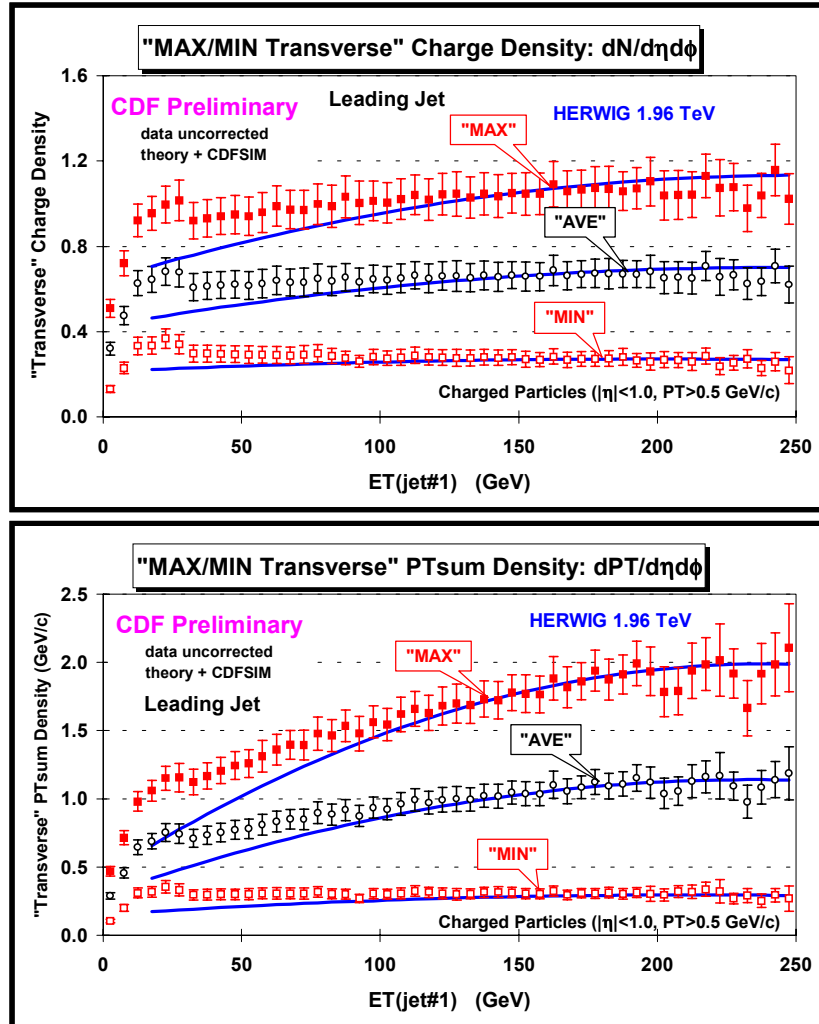 "MAX/MIN Transverse" Charge Density: dN/dηdφ
CDF Preliminary
data uncorrected
theory + CDFSIM
Leading Jet
HERWIG 1.96 TeV
"MAX"
"AVE"
"MIN"
Charged Particles (|η|<1.0, PT>0.5 GeV/c)
"Transverse" Charge Density
1.6
1.2
0.8
0.4
0.0
0 50 100 150 200 250
ET(jet#1) (GeV)
"MAX/MIN Transverse" PTsum Density: dPT/dηdφ
CDF Preliminary
data uncorrected
theory + CDFSIM
Leading Jet
HERWIG 1.96 TeV
"MAX"
"AVE"
"MIN"
Charged Particles (|η|<1.0, PT>0.5 GeV/c)
"Transverse" PTsum Density (GeV/c)
2.5
2.0
1.5
1.0
0.5
0.0
0 50 100 150 200 250
ET(jet#1) (GeV)